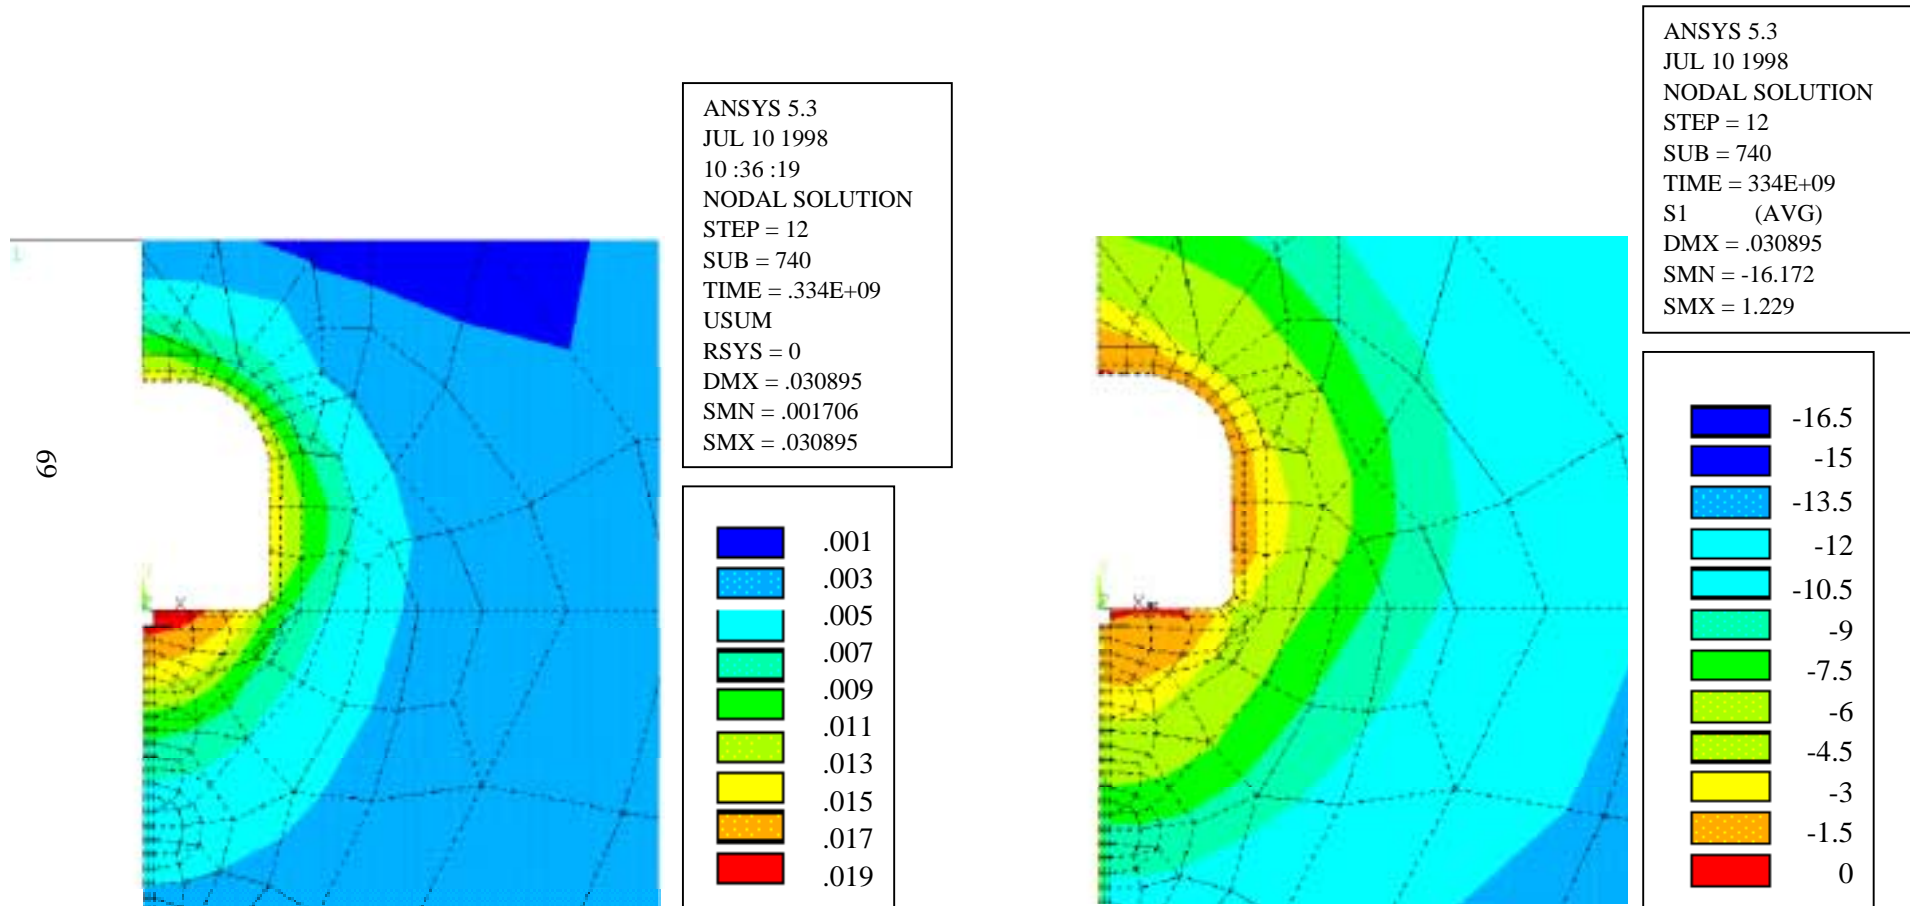 ANSYS 5.3
JUL 10 1998
10 :36 :19
NODAL SOLUTION
STEP = 12
SUB = 740
TIME = .334E+09
USUM
RSYS = 0
DMX = .030895
SMN = .001706
SMX = .030895
.001
.003
.005
.007
.009
.011
.013
.015
.017
.019
69
X
ANSYS 5.3
JUL 10 1998
NODAL SOLUTION
STEP = 12
SUB = 740
TIME = 334E+09
S1 (AVG)
DMX = .030895
SMN = -16.172
SMX = 1.229
-16.5
-15
-13.5
-12
-10.5
-9
-7.5
-6
-4.5
-3
-1.5
0